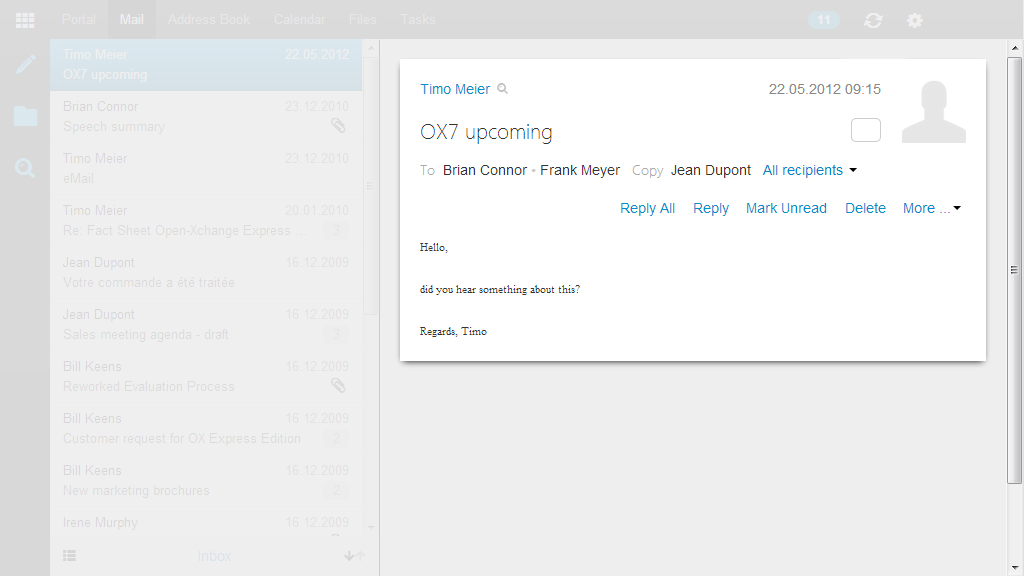 Portal Mail Address Book Calendar Files Tasks 11
Timo Meier 22.05.2012
OX7 upcoming
Brian Connor 23.12.2010
Speech summary
Timo Meier 23.12.2010
eMail
Timo Meier 20.01.2010
Re: Fact Sheet Open-Xchange Express ... 3
Jean Dupont 16.12.2009
Votre commande a été traitée
Jean Dupont 16.12.2009
Sales meeting agenda - draft 3
Bill Keens 16.12.2009
Reworked Evaluation Process
Bill Keens 16.12.2009
Customer request for OX Express Edition 2
Bill Keens 16.12.2009
New marketing brochures 2
Irene Murphy 16.12.2009
Inbox
Timo Meier 22.05.2012 09:15
OX7 upcoming
To Brian Connor • Frank Meyer Copy Jean Dupont All recipients
Reply All Reply Mark Unread Delete More ...
Hello,
did you hear something about this?
Regards, Timo